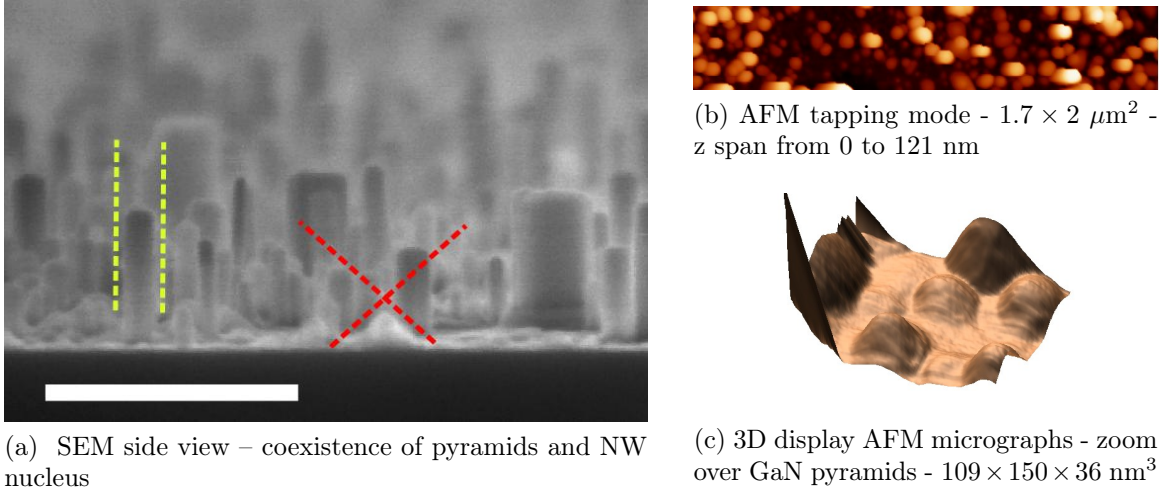 (a) SEM side view – coexistence of pyramids and NW
nucleus
(b) AFM tapping mode - 1.7 × 2 μm² -
z span from 0 to 121 nm
(c) 3D display AFM micrographs - zoom
over GaN pyramids - 109 × 150 × 36 nm³